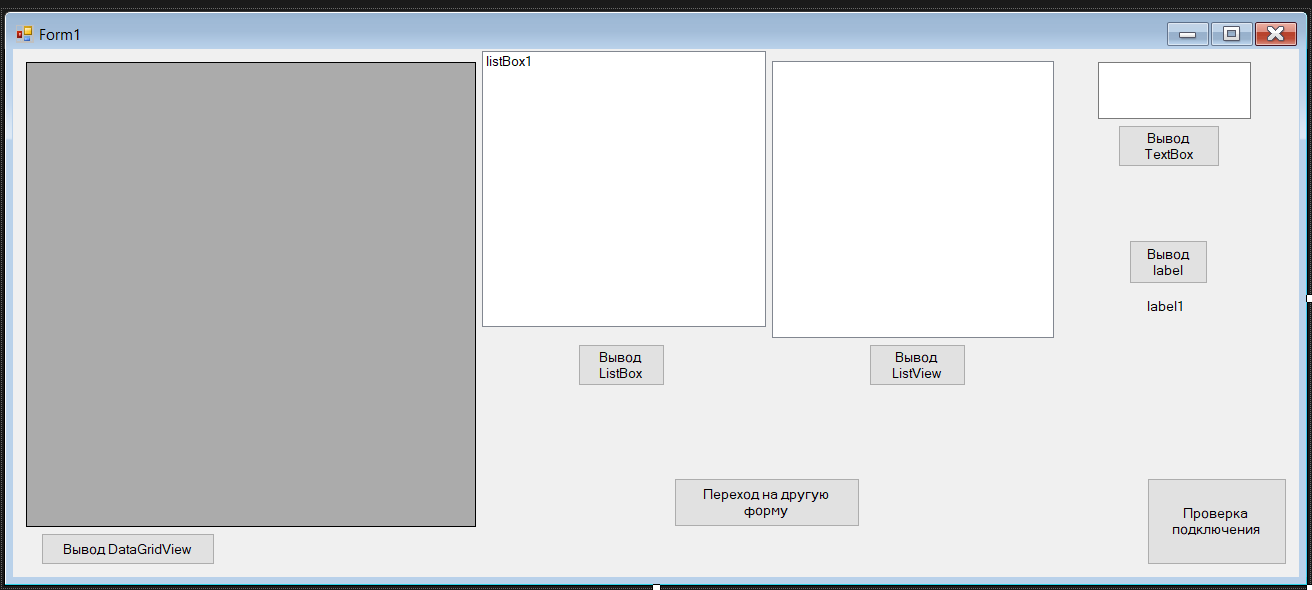 Form1
listBox1
Вывод
TextBox
Вывод
label
label1
Вывод
ListBox
Вывод
ListView
Переход на другую
форму
Проверка
подключения
Вывод DataGridView